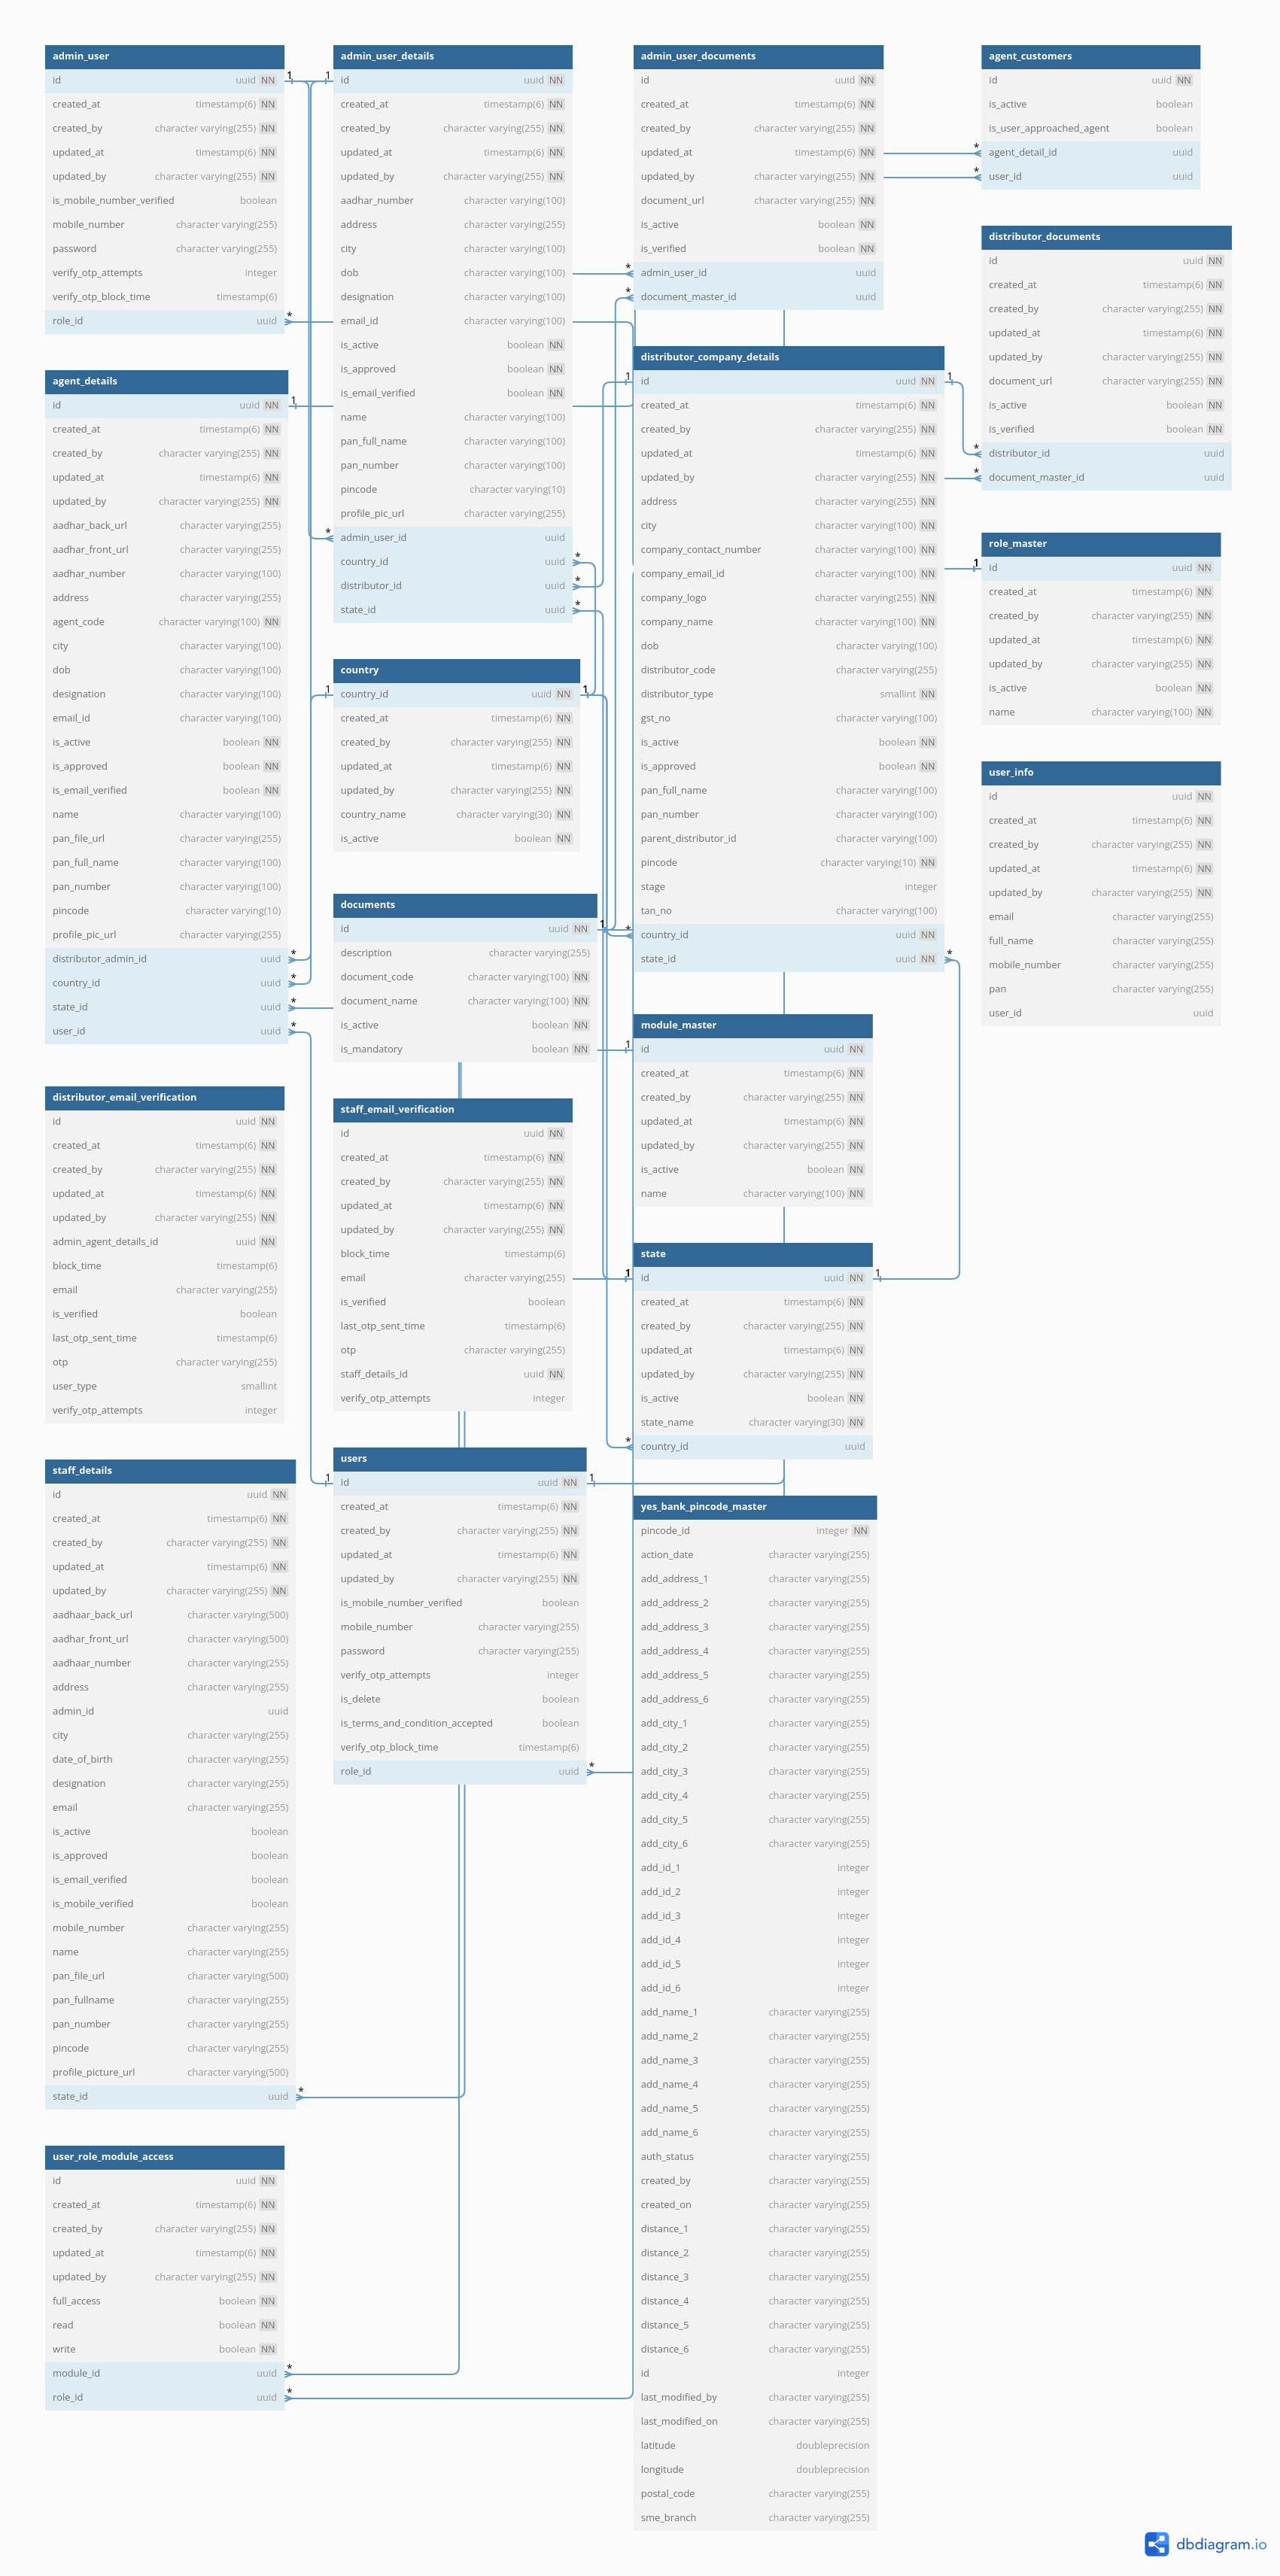 admin_user
id uuid NN
created_at timestamp(6) NN
created_by character varying(255) NN
updated_at timestamp(6) NN
updated_by character varying(255) NN
is_mobile_number_verified boolean
mobile_number character varying(255)
password character varying(255)
verify_otp_attempts integer
verify_otp_block_time timestamp(6)
role_id uuid
agent_details
id uuid NN
created_at timestamp(6) NN
created_by character varying(255) NN
updated_at timestamp(6) NN
updated_by character varying(255) NN
aadhar_back_url character varying(255)
aadhar_front_url character varying(255)
aadhar_number character varying(100)
address character varying(255)
agent_code character varying(100) NN
city character varying(100)
dob character varying(100)
designation character varying(100)
email_id character varying(100)
is_active boolean NN
is_approved boolean NN
is_email_verified boolean NN
name character varying(100)
pan_file_url character varying(255)
pan_full_name character varying(100)
pan_number character varying(100)
pincode character varying(10)
profile_pic_url character varying(255)
distributor_admin_id uuid
country_id uuid
state_id uuid
user_id uuid
distributor_email_verification
id uuid NN
created_at timestamp(6) NN
created_by character varying(255) NN
updated_at timestamp(6) NN
updated_by character varying(255) NN
admin_agent_details_id uuid NN
block_time timestamp(6)
email character varying(255)
is_verified boolean
last_otp_sent_time timestamp(6)
otp character varying(255)
user_type smallint
verify_otp_attempts integer
staff_details
id uuid NN
created_at timestamp(6) NN
created_by character varying(255) NN
updated_at timestamp(6) NN
updated_by character varying(255) NN
aadhaar_back_url character varying(500)
aadhar_front_url character varying(500)
aadhaar_number character varying(255)
address character varying(255)
admin_id uuid
city character varying(255)
date_of_birth character varying(255)
designation character varying(255)
email character varying(255)
is_active boolean
is_approved boolean
is_email_verified boolean
is_mobile_verified boolean
mobile_number character varying(255)
name character varying(255)
pan_file_url character varying(500)
pan_fullname character varying(255)
pan_number character varying(255)
pincode character varying(255)
profile_picture_url character varying(500)
state_id uuid
user_role_module_access
id uuid NN
created_at timestamp(6) NN
created_by character varying(255) NN
updated_at timestamp(6) NN
updated_by character varying(255) NN
full_access boolean NN
read boolean NN
write boolean NN
module_id uuid
role_id uuid
admin_user_details
id uuid NN
created_at timestamp(6) NN
created_by character varying(255) NN
updated_at timestamp(6) NN
updated_by character varying(255) NN
aadhar_number character varying(100)
address character varying(255)
city character varying(100)
dob character varying(100)
designation character varying(100)
email_id character varying(100)
is_active boolean NN
is_approved boolean NN
is_email_verified boolean NN
name character varying(100)
pan_full_name character varying(100)
pan_number character varying(100)
pincode character varying(10)
profile_pic_url character varying(255)
admin_user_id uuid
country_id uuid
distributor_id uuid
state_id uuid
country
country_id uuid NN
created_at timestamp(6) NN
created_by character varying(255) NN
updated_at timestamp(6) NN
updated_by character varying(255) NN
country_name character varying(30) NN
is_active boolean NN
documents
id uuid NN
description character varying(255)
document_code character varying(100) NN
document_name character varying(100) NN
is_active boolean NN
is_mandatory boolean NN
staff_email_verification
id uuid NN
created_at timestamp(6) NN
created_by character varying(255) NN
updated_at timestamp(6) NN
updated_by character varying(255) NN
block_time timestamp(6)
email character varying(255)
is_verified boolean
last_otp_sent_time timestamp(6)
otp character varying(255)
staff_details_id uuid NN
verify_otp_attempts integer
users
id uuid NN
created_at timestamp(6) NN
created_by character varying(255) NN
updated_at timestamp(6) NN
updated_by character varying(255) NN
is_mobile_number_verified boolean
mobile_number character varying(255)
password character varying(255)
verify_otp_attempts integer
is_delete boolean
is_terms_and_condition_accepted boolean
verify_otp_block_time timestamp(6)
role_id uuid
admin_user_documents
id uuid NN
created_at timestamp(6) NN
created_by character varying(255) NN
updated_at timestamp(6) NN
updated_by character varying(255) NN
document_url character varying(255)
is_active boolean NN
is_verified boolean NN
admin_user_id uuid
document_master_id uuid
distributor_company_details
id uuid NN
created_at timestamp(6) NN
created_by character varying(255) NN
updated_at timestamp(6) NN
updated_by character varying(255) NN
address character varying(255) NN
city character varying(100) NN
company_contact_number character varying(100) NN
company_email_id character varying(100) NN
company_logo character varying(255) NN
company_name character varying(100) NN
dob character varying(100)
distributor_code character varying(255)
distributor_type smallint NN
gst_no character varying(100)
is_active boolean NN
is_approved boolean NN
pan_full_name character varying(100)
pan_number character varying(100)
parent_distributor_id character varying(100)
pincode character varying(10) NN
stage integer
tan_no character varying(100)
country_id uuid NN
state_id uuid NN
module_master
id uuid NN
created_at timestamp(6) NN
created_by character varying(255) NN
updated_at timestamp(6) NN
updated_by character varying(255) NN
is_active boolean NN
name character varying(100) NN
state
id uuid NN
created_at timestamp(6) NN
created_by character varying(255) NN
updated_at timestamp(6) NN
updated_by character varying(255) NN
is_active boolean NN
state_name character varying(30) NN
country_id uuid
yes_bank_pincode_master
pincode_id integer NN
action_date character varying(255)
add_address_1 character varying(255)
add_address_2 character varying(255)
add_address_3 character varying(255)
add_address_4 character varying(255)
add_address_5 character varying(255)
add_address_6 character varying(255)
add_city_1 character varying(255)
add_city_2 character varying(255)
add_city_3 character varying(255)
add_city_4 character varying(255)
add_city_5 character varying(255)
add_city_6 character varying(255)
add_id_1 integer
add_id_2 integer
add_id_3 integer
add_id_4 integer
add_id_5 integer
add_id_6 integer
add_name_1 character varying(255)
add_name_2 character varying(255)
add_name_3 character varying(255)
add_name_4 character varying(255)
add_name_5 character varying(255)
add_name_6 character varying(255)
auth_status character varying(255)
created_by character varying(255)
created_on character varying(255)
distance_1 character varying(255)
distance_2 character varying(255)
distance_3 character varying(255)
distance_4 character varying(255)
distance_5 character varying(255)
distance_6 character varying(255)
id integer
last_modified_by character varying(255)
last_modified_on character varying(255)
latitude doubleprecision
longitude doubleprecision
postal_code character varying(255)
sme_branch character varying(255)
agent_customers
id uuid NN
is_active boolean
is_user_approached_agent boolean
agent_detail_id uuid
user_id uuid
distributor_documents
id uuid NN
created_at timestamp(6) NN
created_by character varying(255) NN
updated_at timestamp(6) NN
updated_by character varying(255) NN
document_url character varying(255) NN
is_active boolean NN
is_verified boolean NN
distributor_id uuid
document_master_id uuid
role_master
id uuid NN
created_at timestamp(6) NN
created_by character varying(255) NN
updated_at timestamp(6) NN
updated_by character varying(255) NN
is_active boolean NN
name character varying(100) NN
user_info
id uuid NN
created_at timestamp(6) NN
created_by character varying(255) NN
updated_at timestamp(6) NN
updated_by character varying(255) NN
email character varying(255)
full_name character varying(255)
mobile_number character varying(255)
pan character varying(255)
user_id uuid
dbdiagram.io